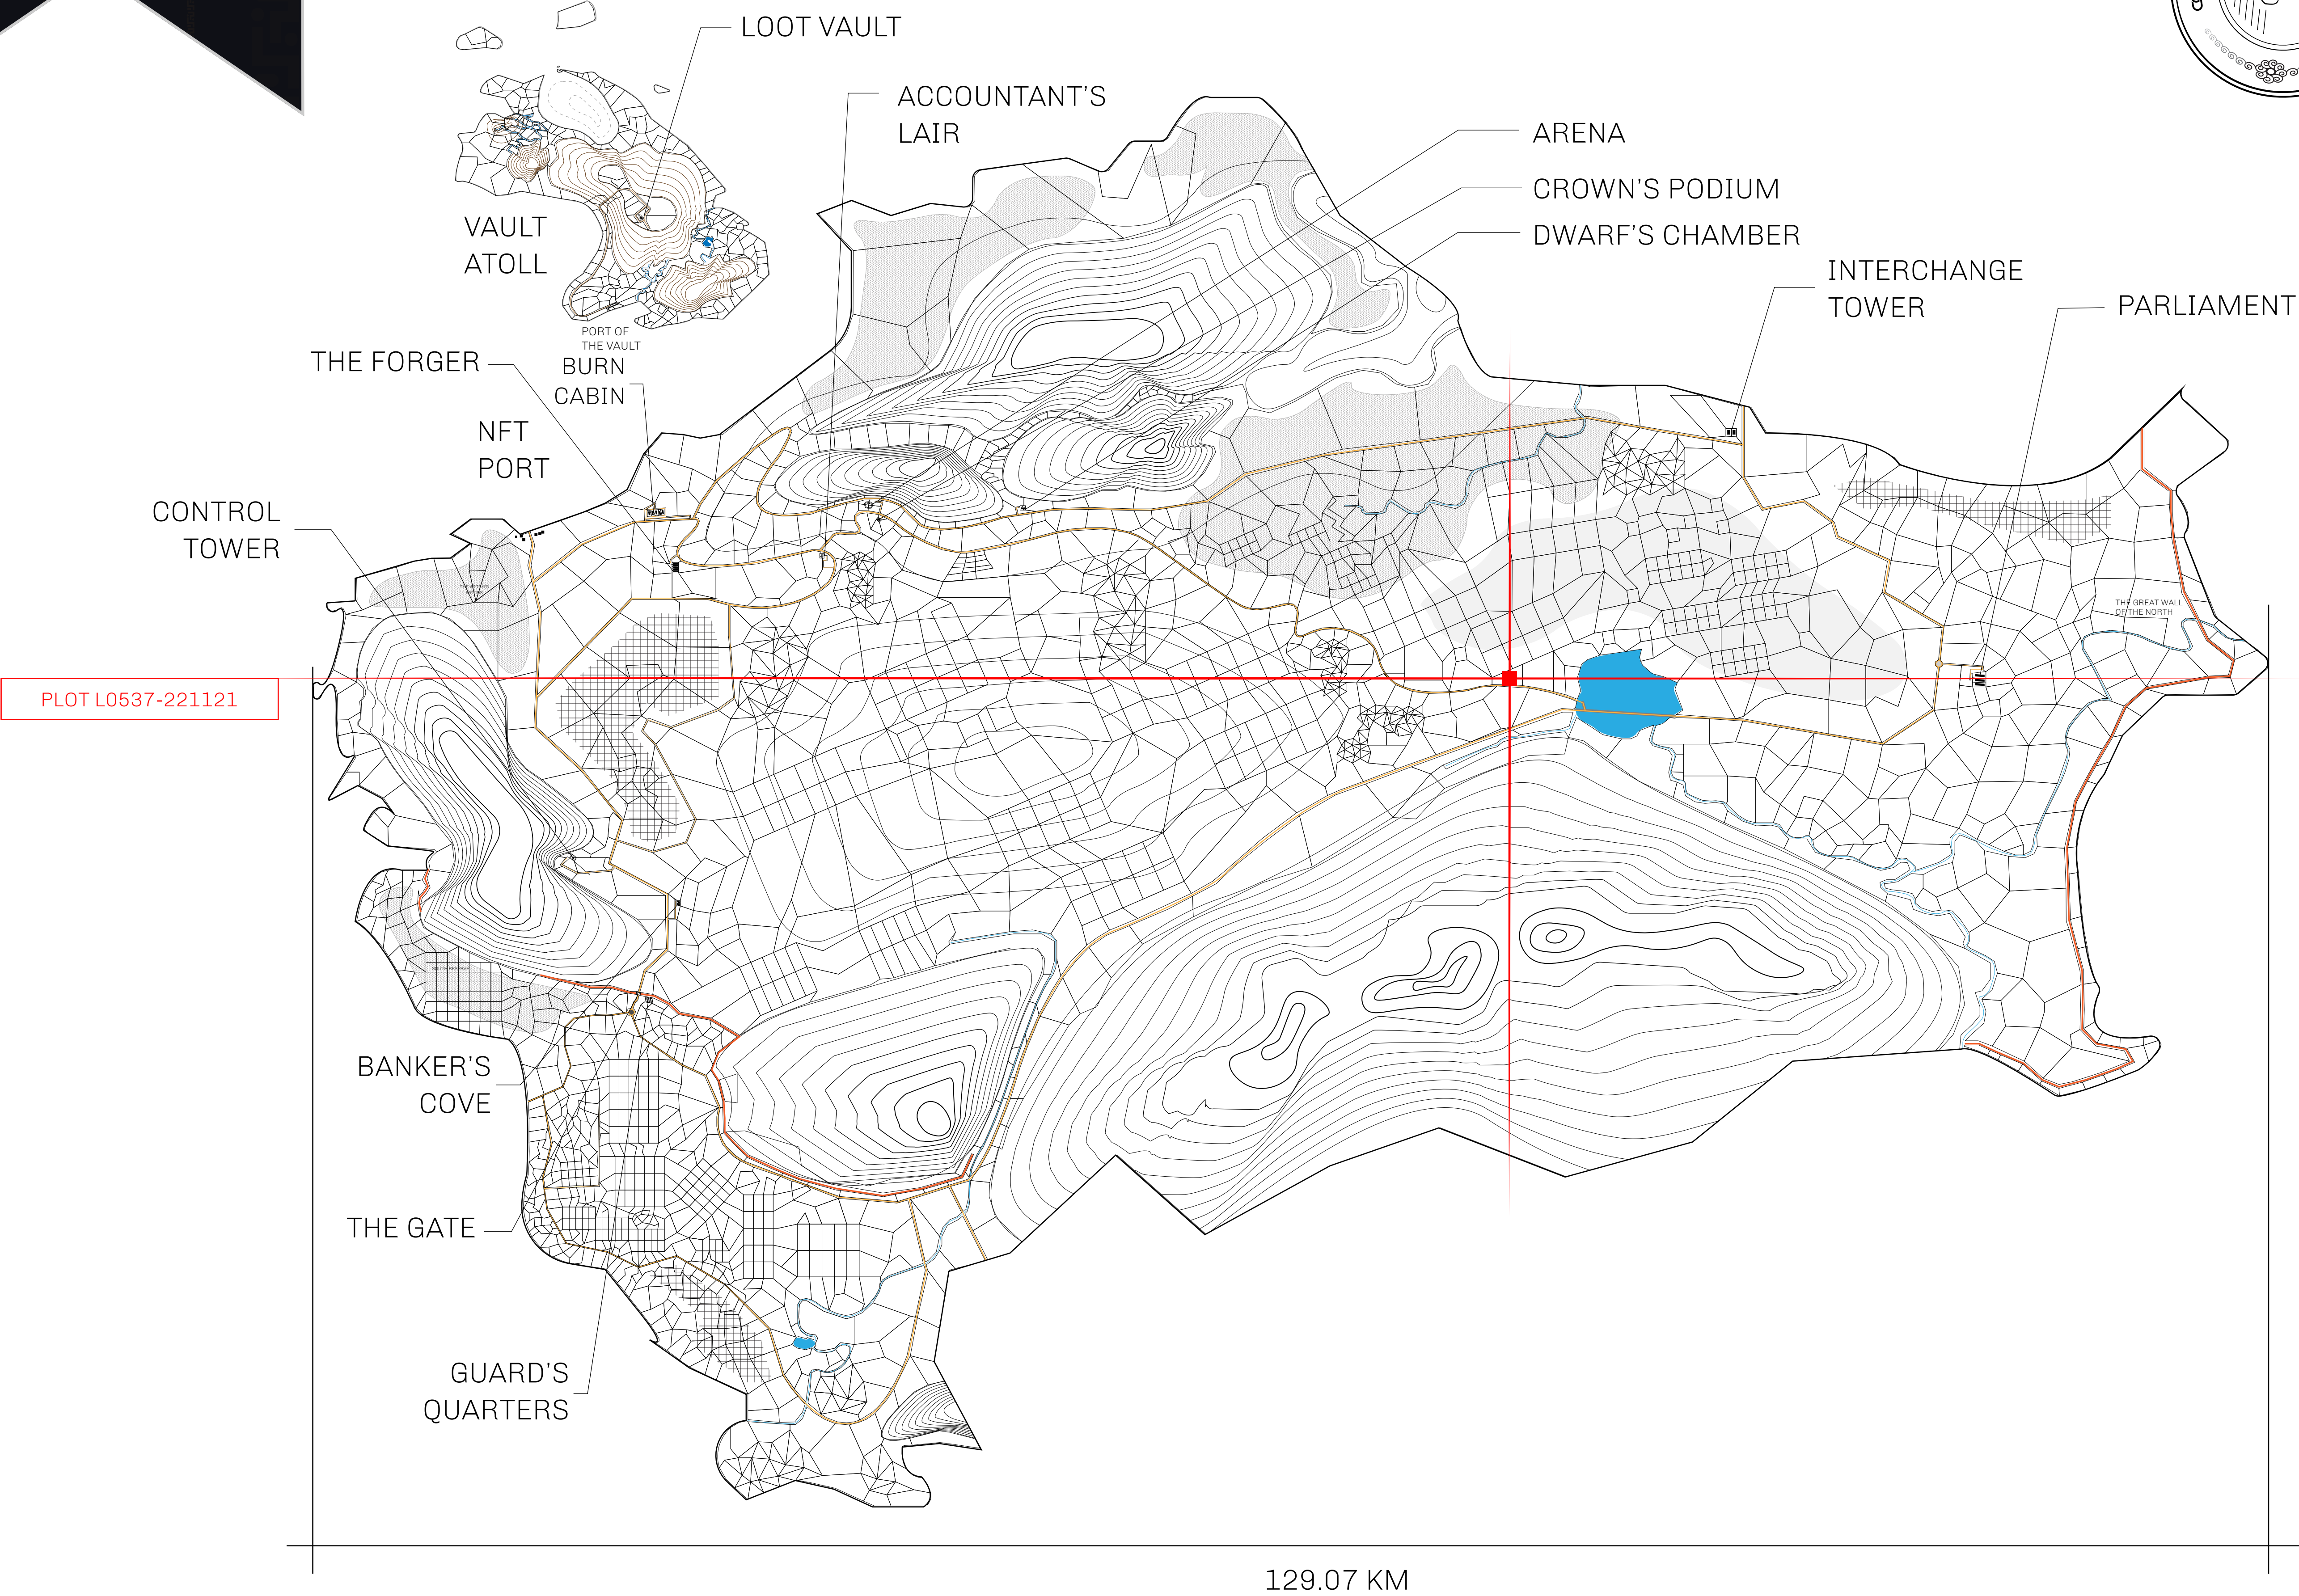 LOOT VAULT
ACCOUNTANT'S
LAIR
ARENA
CROWN'S PODIUM
DWARF'S CHAMBER
VAULT
ATOLL
INTERCHANGE
TOWER
PARLIAMENT
PORT OF
THE VAULT
THE FORGER
BURN
CABIN
NFT
PORT
CONTROL
TOWER
THE GREAT WALL
OF THE NORTH
PLOT L0537-221121
SOUTH RESERVE
BANKER'S
COVE
THE GATE
GUARD'S
QUARTERS
129.07 KM